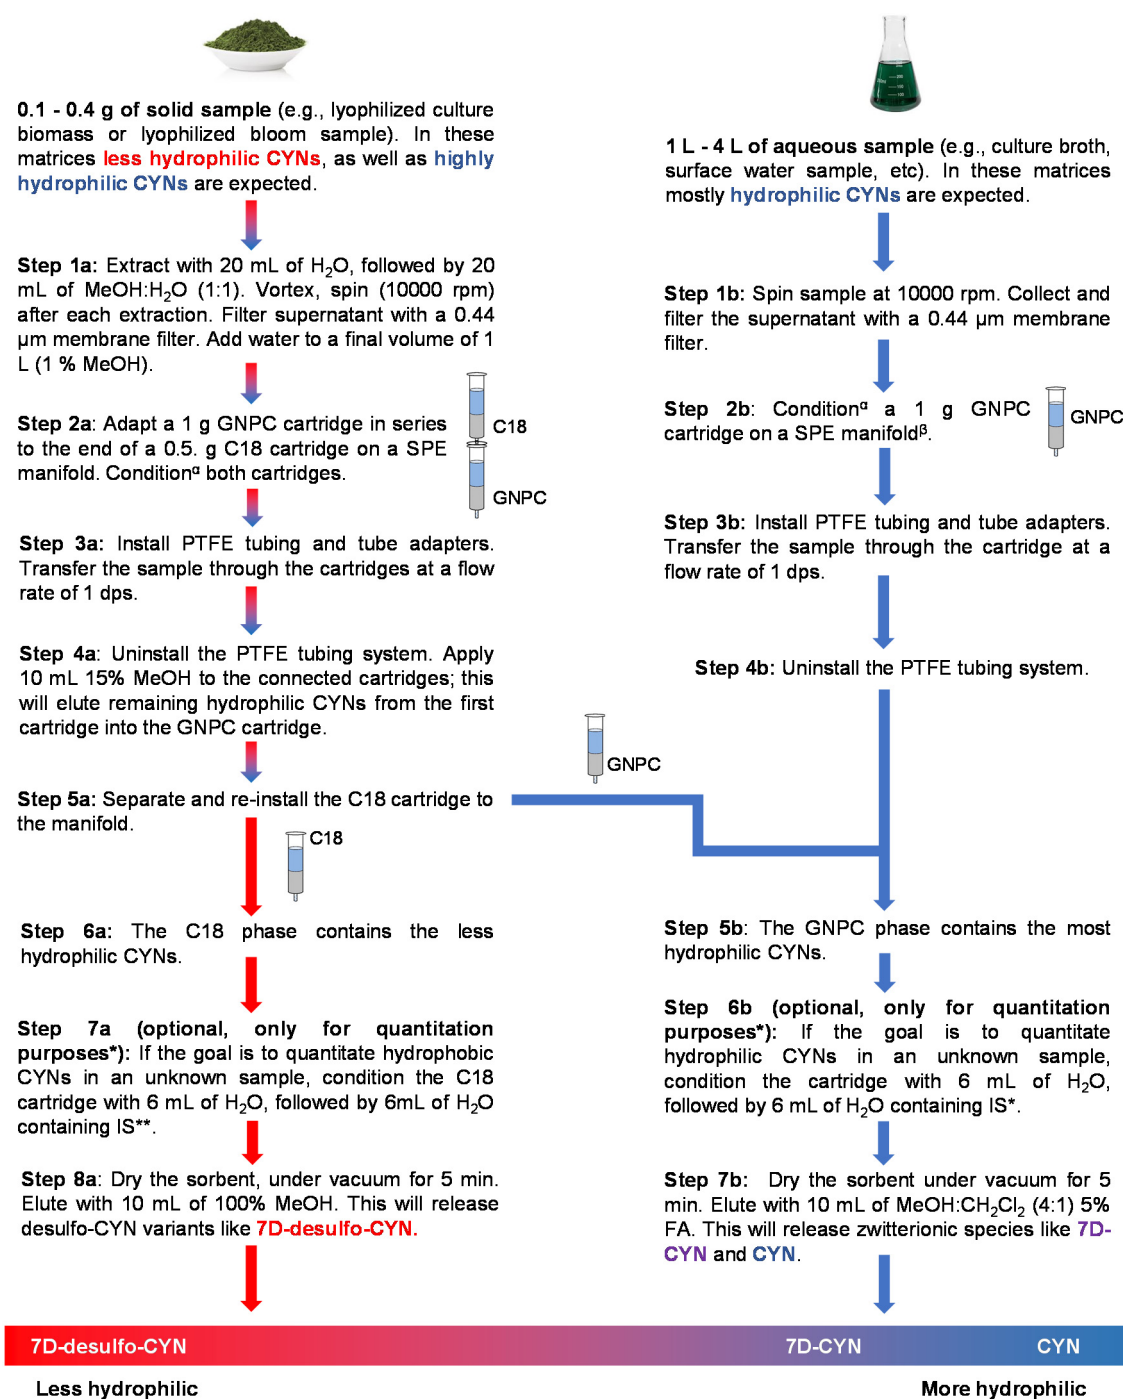 0.1 - 0.4 g of solid sample (e.g., lyophilized culture
biomass or lyophilized bloom sample). In these
matrices less hydrophilic CYNs, as well as highly
hydrophilic CYNs are expected.
Step 1a: Extract with 20 mL of H₂O, followed by 20
mL of MeOH:H₂O (1:1). Vortex, spin (10000 rpm)
after each extraction. Filter supernatant with a 0.44
µm membrane filter. Add water to a final volume of 1
L (1 % MeOH).
Step 2a: Adapt a 1 g GNPC cartridge in series
to the end of a 0.5. g C18 cartridge on a SPE
manifold. Conditionᵅ both cartridges.
C18
GNPC
Step 3a: Install PTFE tubing and tube adapters.
Transfer the sample through the cartridges at a flow
rate of 1 dps.
Step 4a: Uninstall the PTFE tubing system. Apply
10 mL 15% MeOH to the connected cartridges; this
will elute remaining hydrophilic CYNs from the first
cartridge into the GNPC cartridge.
Step 5a: Separate and re-install the C18 cartridge to
the manifold.
GNPC
C18
Step 6a: The C18 phase contains the less
hydrophilic CYNs.
Step 7a (optional, only for quantitation
purposes*): If the goal is to quantitate hydrophobic
CYNs in an unknown sample, condition the C18
cartridge with 6 mL of H₂O, followed by 6mL of H₂O
containing IS**.
Step 8a: Dry the sorbent, under vacuum for 5 min.
Elute with 10 mL of 100% MeOH. This will release
desulfo-CYN variants like 7D-desulfo-CYN.
1 L - 4 L of aqueous sample (e.g., culture broth,
surface water sample, etc). In these matrices
mostly hydrophilic CYNs are expected.
Step 1b: Spin sample at 10000 rpm. Collect and
filter the supernatant with a 0.44 µm membrane
filter.
Step 2b: Conditionᵅ a 1 g GNPC
cartridge on a SPE manifoldᵝ.
GNPC
Step 3b: Install PTFE tubing and tube adapters.
Transfer the sample through the cartridge at a
flow rate of 1 dps.
Step 4b: Uninstall the PTFE tubing system.
Step 5b: The GNPC phase contains the most
hydrophilic CYNs.
Step 6b (optional, only for quantitation
purposes*): If the goal is to quantitate
hydrophilic CYNs in an unknown sample,
condition the cartridge with 6 mL of H₂O,
followed by 6 mL of H₂O containing IS*.
Step 7b: Dry the sorbent under vacuum for 5
min. Elute with 10 mL of MeOH:CH₂Cl₂ (4:1) 5%
FA. This will release zwitterionic species like 7D-
CYN and CYN.
7D-desulfo-CYN 7D-CYN CYN
Less hydrophilic More hydrophilic